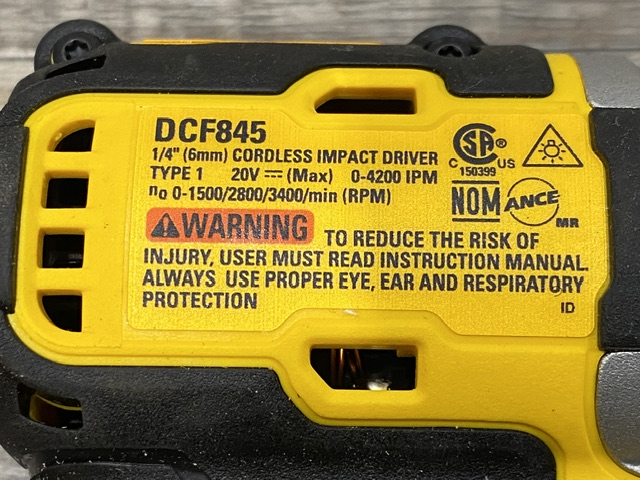 DCF845
1/4" (6mm) CORDLESS IMPACT DRIVER
TYPE 1 20V ⎓ (Max) 0-4200 IPM
n₀ 0-1500/2800/3400/min (RPM)
CSA®
C US
150399
NOM ANCE
MR
⚠WARNING TO REDUCE THE RISK OF
INJURY, USER MUST READ INSTRUCTION MANUAL.
ALWAYS USE PROPER EYE, EAR AND RESPIRATORY
PROTECTION
ID